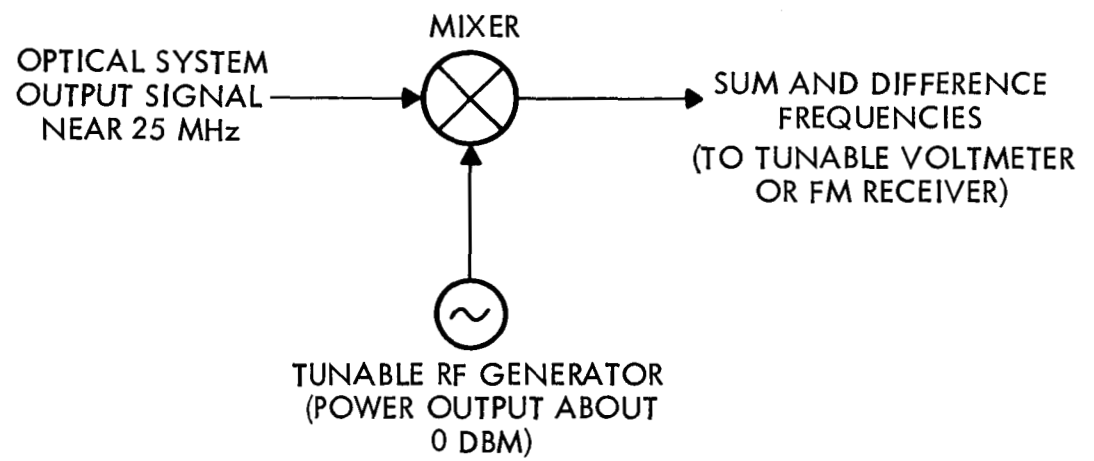 MIXER
OPTICAL SYSTEM
OUTPUT SIGNAL
NEAR 25 MHz
SUM AND DIFFERENCE
FREQUENCIES
(TO TUNABLE VOLTMETER
OR FM RECEIVER)
TUNABLE RF GENERATOR
(POWER OUTPUT ABOUT
0 DBM)